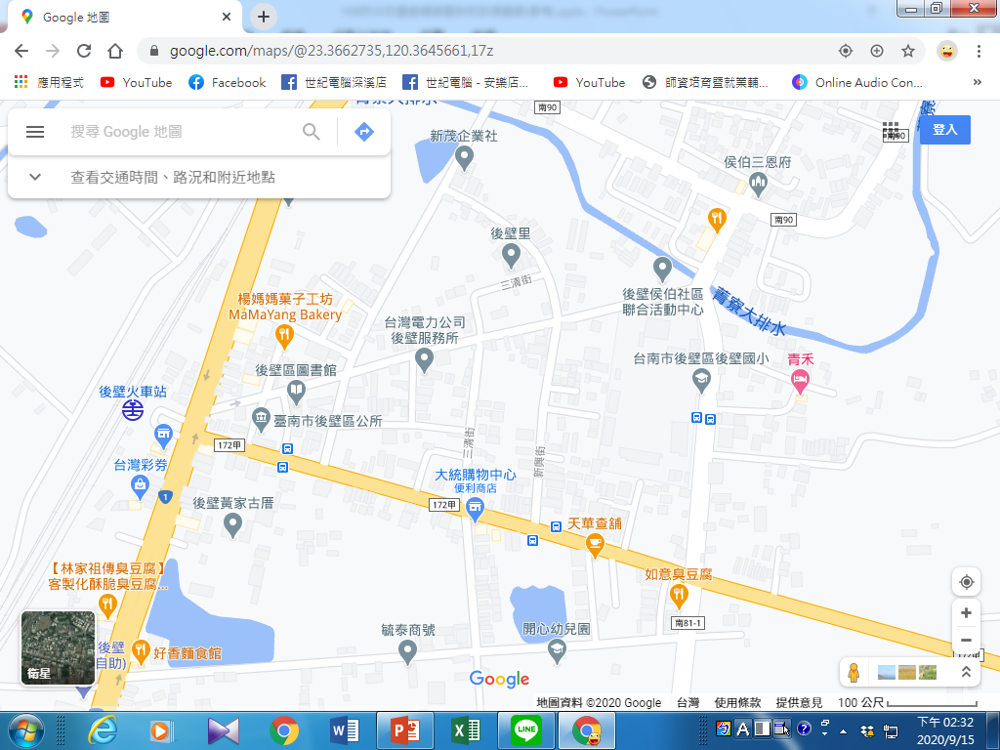 Google 地圖
google.com/maps/@23.3662735,120.3645661,17z
應用程式
YouTube
Facebook
世紀電腦深溪店
世紀電腦 - 安樂店...
YouTube
師資培育暨就業輔...
Online Audio Con...
搜尋 Google 地圖
查看交通時間、路況和附近地點
登入
南90
新茂企業社
侯伯三恩府
南90
後壁里
三清街
後壁侯伯社區
聯合活動中心
菁寮大排水
楊媽媽菓子工坊
MaMaYang Bakery
台灣電力公司
後壁服務所
後壁區圖書館
台南市後壁區後壁國小
青禾
後壁火車站
臺南市後壁區公所
172甲
三清街
新興街
台灣彩券
大統購物中心
便利商店
1
後壁黃家古厝
172甲
天華查舖
【林家祖傳臭豆腐】
客製化酥脆臭豆腐...
如意臭豆腐
南81-1
毓泰商號
開心幼兒園
後壁
自助)
好香麵食館
172甲
衛星
Google
地圖資料 ©2020 Google
台灣
使用條款
提供意見
100 公尺
下午 02:32
2020/9/15